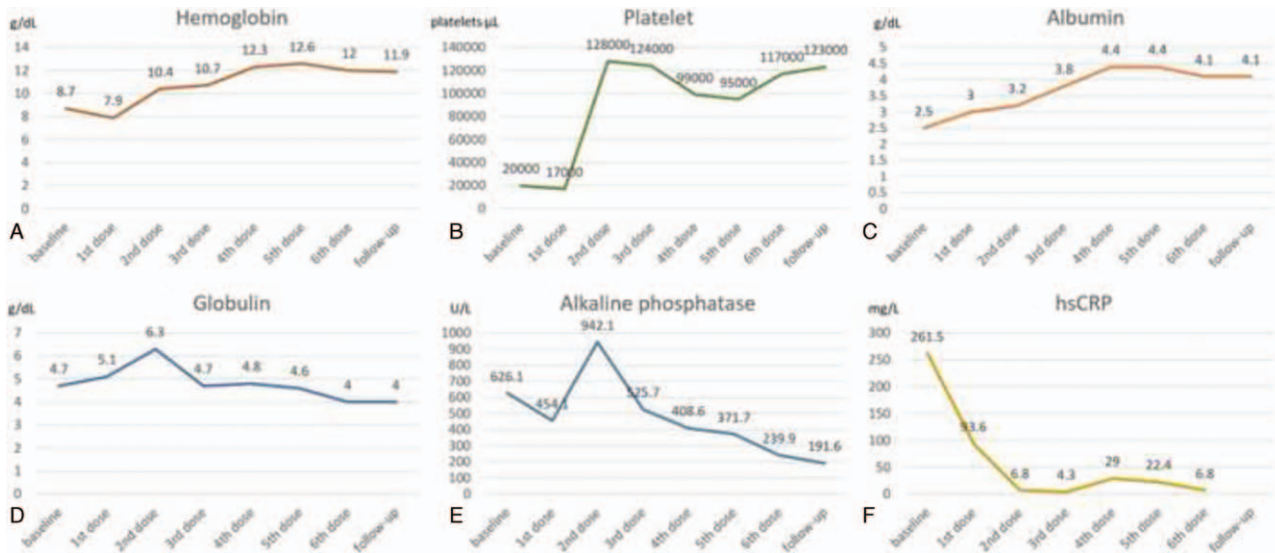 g/dL Hemoglobin
14
12
10
8
6
4
2
0
8.7 7.9 10.4 10.7 12.3 12.6 12 11.9
A baseline 1st dose 2nd dose 3rd dose 4th dose 5th dose 6th dose follow-up
platelets µL Platelet
140000
120000
100000
80000
60000
40000
20000
0
20000 17000 128000 124000 99000 95000 117000 123000
B baseline 1st dose 2nd dose 3rd dose 4th dose 5th dose 6th dose follow-up
g/dL Albumin
5
4.5
4
3.5
3
2.5
2
1.5
1
0.5
0
2.5 3 3.2 3.8 4.4 4.4 4.1 4.1
C baseline 1st dose 2nd dose 3rd dose 4th dose 5th dose 6th dose follow-up
g/dL Globulin
7
6
5
4
3
2
1
0
4.7 5.1 6.3 4.7 4.8 4.6 4 4
D baseline 1st dose 2nd dose 3rd dose 4th dose 5th dose 6th dose follow-up
U/L Alkaline phosphatase
1000
900
800
700
600
500
400
300
200
100
0
626.1 454.1 942.1 525.7 408.6 371.7 239.9 191.6
E baseline 1st dose 2nd dose 3rd dose 4th dose 5th dose 6th dose follow-up
mg/L hsCRP
300
250
200
150
100
50
0
261.5 93.6 6.8 4.3 29 22.4 6.8
F baseline 1st dose 2nd dose 3rd dose 4th dose 5th dose 6th dose follow-up